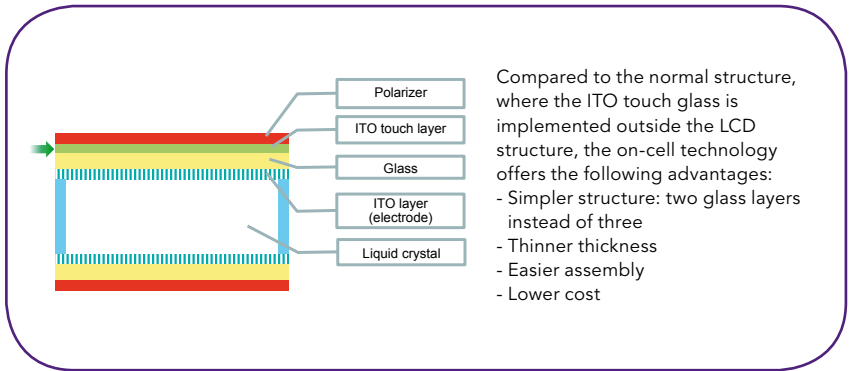 Polarizer
ITO touch layer
Glass
ITO layer
(electrode)
Liquid crystal
Compared to the normal structure,
where the ITO touch glass is
implemented outside the LCD
structure, the on-cell technology
offers the following advantages:
- Simpler structure: two glass layers
instead of three
- Thinner thickness
- Easier assembly
- Lower cost